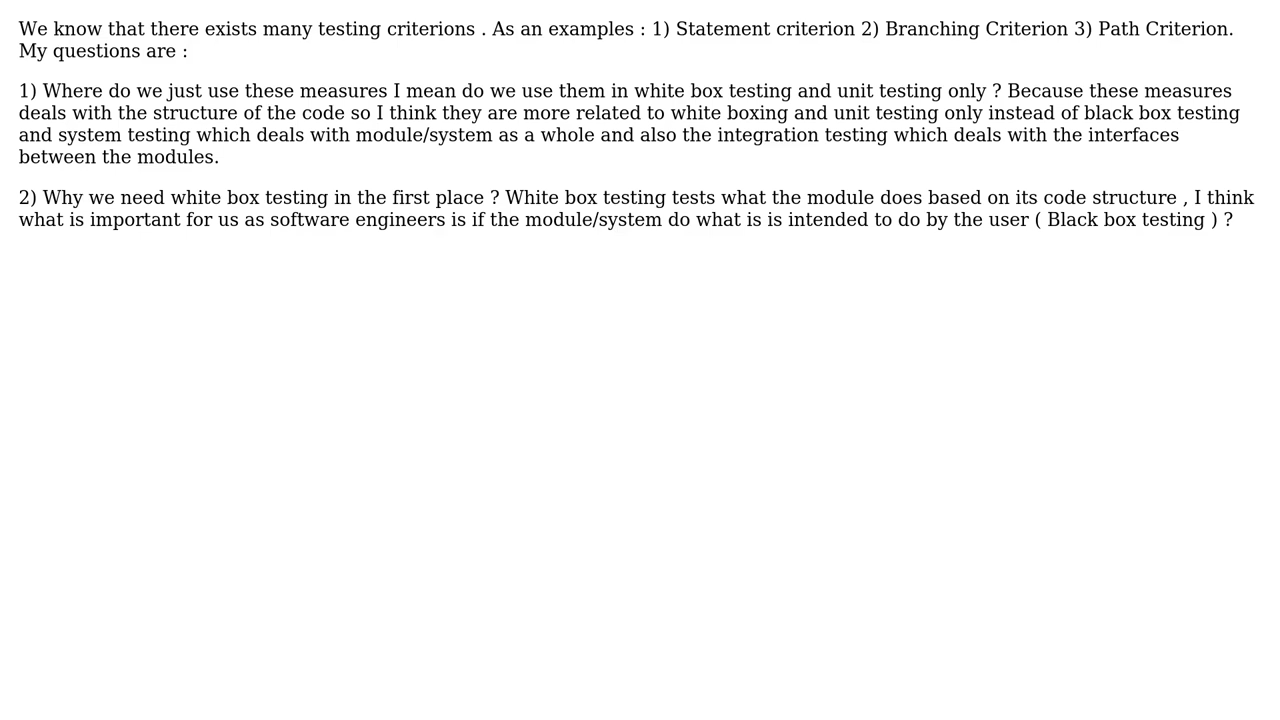 We know that there exists many testing criterions . As an examples : 1) Statement criterion 2) Branching Criterion 3) Path Criterion.
My questions are :
1) Where do we just use these measures I mean do we use them in white box testing and unit testing only ? Because these measures
deals with the structure of the code so I think they are more related to white boxing and unit testing only instead of black box testing
and system testing which deals with module/system as a whole and also the integration testing which deals with the interfaces
between the modules.
2) Why we need white box testing in the first place ? White box testing tests what the module does based on its code structure , I think
what is important for us as software engineers is if the module/system do what is is intended to do by the user ( Black box testing ) ?